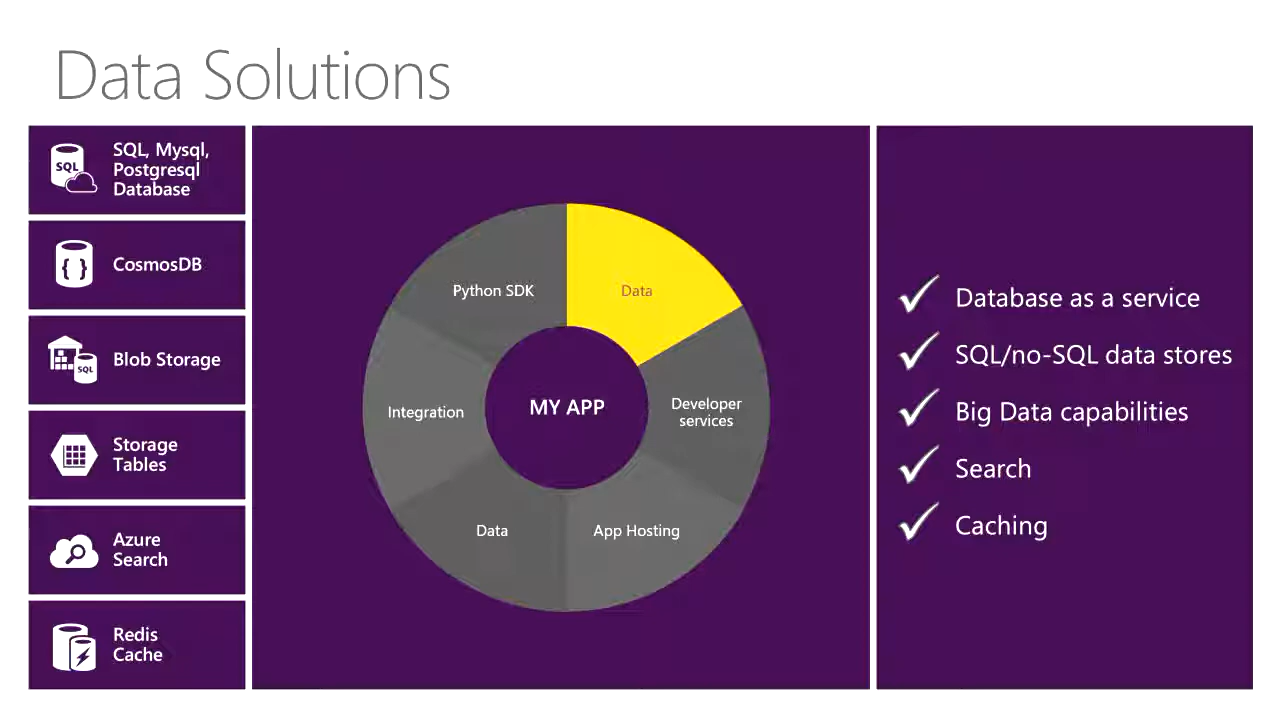 Data Solutions
SQL, Mysql,
Postgresql
Database
SQL
CosmosDB
{ }
Blob Storage
SQL
Storage
Tables
Azure
Search
Redis
Cache
Python SDK
Data
Integration
MY APP
Developer
services
Data
App Hosting
Database as a service
SQL/no-SQL data stores
Big Data capabilities
Search
Caching